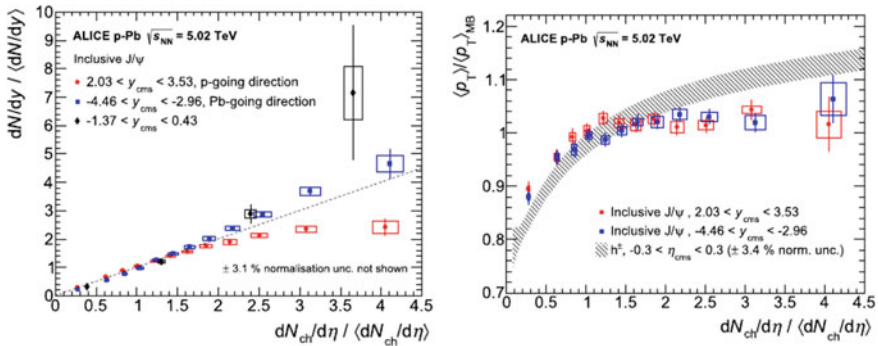 ALICE p-Pb √sNN = 5.02 TeV
Inclusive J/ψ
2.03 < ycms < 3.53, p-going direction
-4.46 < ycms < -2.96, Pb-going direction
-1.37 < ycms < 0.43
± 3.1 % normalisation unc. not shown
dN/dy / ⟨dN/dy⟩
10
9
8
7
6
5
4
3
2
1
0
0 0.5 1 1.5 2 2.5 3 3.5 4 4.5
dNch/dη / ⟨dNch/dη⟩
ALICE p-Pb √sNN = 5.02 TeV
⟨pT⟩/⟨pT⟩MB
1.2
1.1
1
0.9
0.8
0.7
Inclusive J/ψ , 2.03 < ycms < 3.53
Inclusive J/ψ , -4.46 < ycms < -2.96
h±, -0.3 < ηcms < 0.3 (± 3.4 % norm. unc.)
0 0.5 1 1.5 2 2.5 3 3.5 4 4.5
dNch/dη / ⟨dNch/dη⟩